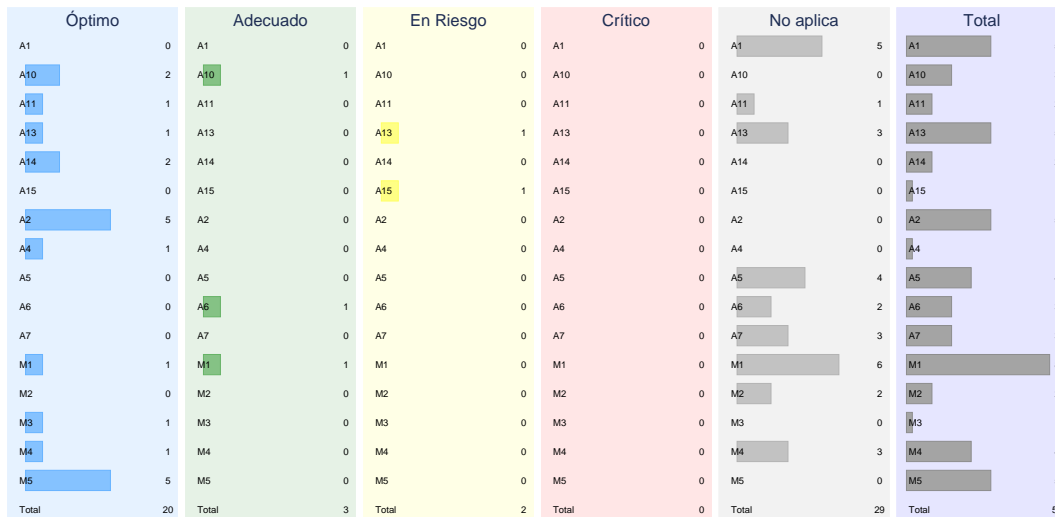 Óptimo Adecuado En Riesgo Crítico No aplica Total
A1 0 A1 0 A1 0 A1 0 A1 5 A1
A10 2 A10 1 A10 0 A10 0 A10 0 A10
A11 1 A11 0 A11 0 A11 0 A11 1 A11
A13 1 A13 0 A13 1 A13 0 A13 3 A13
A14 2 A14 0 A14 0 A14 0 A14 0 A14
A15 0 A15 0 A15 1 A15 0 A15 0 A15
A2 5 A2 0 A2 0 A2 0 A2 0 A2
A4 1 A4 0 A4 0 A4 0 A4 0 A4
A5 0 A5 0 A5 0 A5 0 A5 4 A5
A6 0 A6 1 A6 0 A6 0 A6 2 A6
A7 0 A7 0 A7 0 A7 0 A7 3 A7
M1 1 M1 1 M1 0 M1 0 M1 6 M1
M2 0 M2 0 M2 0 M2 0 M2 2 M2
M3 1 M3 0 M3 0 M3 0 M3 0 M3
M4 1 M4 0 M4 0 M4 0 M4 3 M4
M5 5 M5 0 M5 0 M5 0 M5 0 M5
Total 20 Total 3 Total 2 Total 0 Total 29 Total